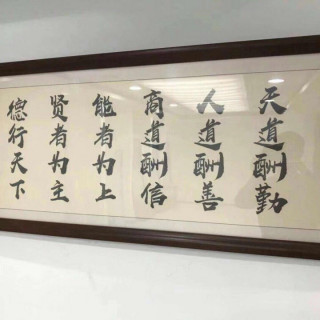 天道酬勤
人道酬善
商道酬信
能者为上
贤者为主
德行天下